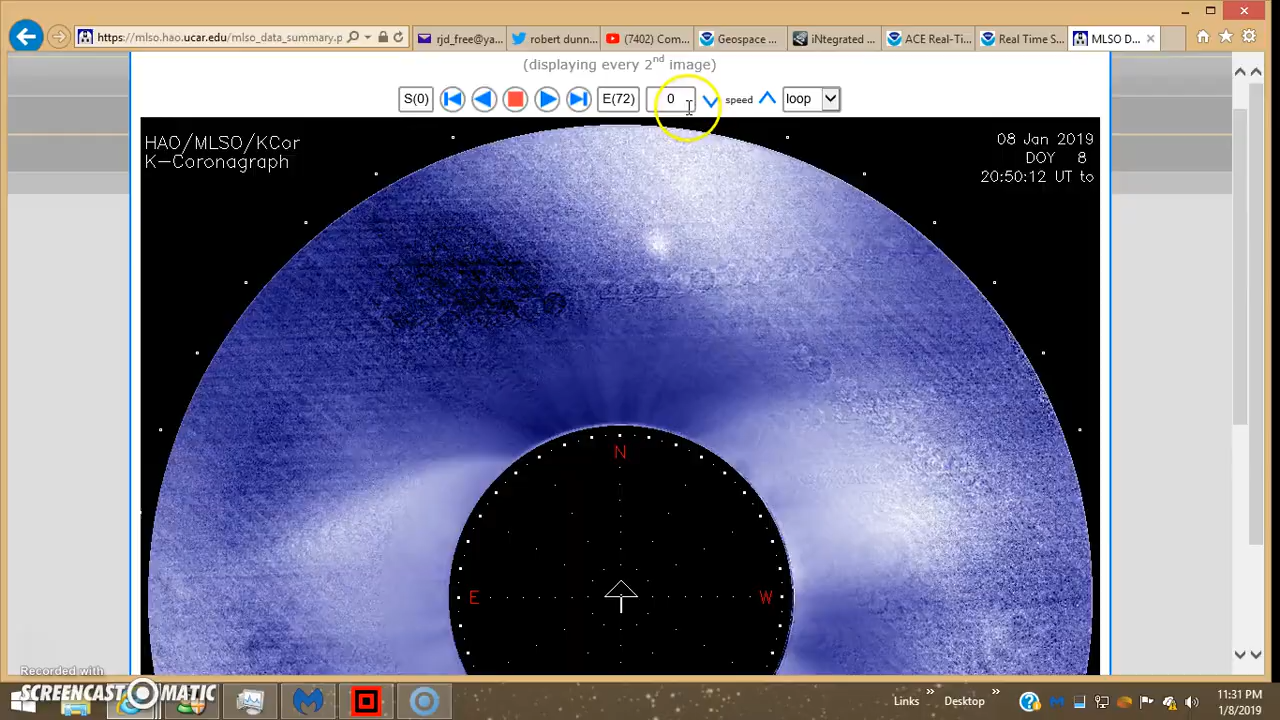 https://mlso.hao.ucar.edu/mlso_data_summary.p
rjd_free@ya...
robert dunn...
(7402) Com...
Geospace ...
iNtegrated ...
ACE Real-Ti...
Real Time S...
MLSO D...
(displaying every 2nd image)
S(0)
E(72)
0
speed
loop
HAO/MLSO/KCor
K-Coronagraph
08 Jan 2019
DOY 8
20:50:12 UT to
N
E
W
Recorded with
SCREENCAST-O-MATIC
Links
»
Desktop
»
11:31 PM
1/8/2019